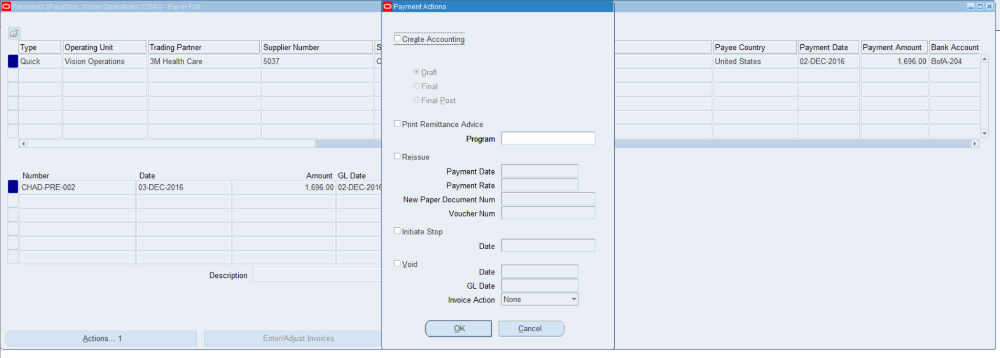 Payments (Payables, Vision Operations (USA)) - Pay in Full
Type Operating Unit Trading Partner Supplier Number S
Quick Vision Operations 3M Health Care 5037 C
Number Date Amount GL Date
CHAD-PRE-002 03-DEC-2016 1,696.00 02-DEC-2016
Description
Actions... 1 Enter/Adjust Invoices
Payment Actions
Create Accounting
Draft
Final
Final Post
Print Remittance Advice
Program
Reissue
Payment Date
Payment Rate
New Paper Document Num
Voucher Num
Initiate Stop
Date
Void
Date
GL Date
Invoice Action None
OK Cancel
Payee Country Payment Date Payment Amount Bank Account
United States 02-DEC-2016 1,696.00 BofA-204